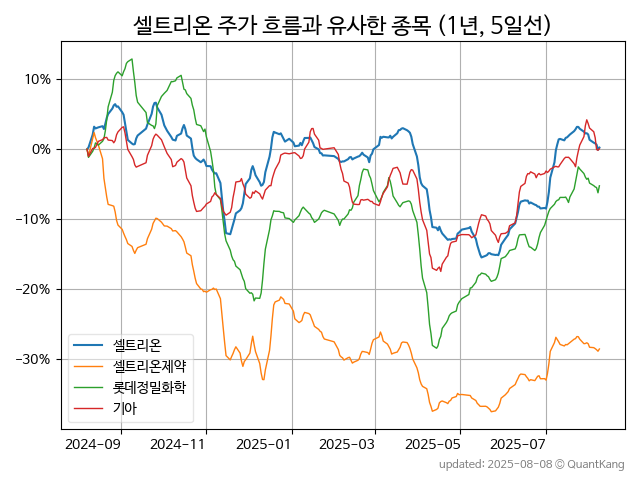 셀트리온 주가 흐름과 유사한 종목 (1년, 5일선)
10%
0%
-10%
-20%
-30%
셀트리온
셀트리온제약
롯데정밀화학
기아
2024-09 2024-11 2025-01 2025-03 2025-05 2025-07
updated: 2025-08-08 © QuantKang